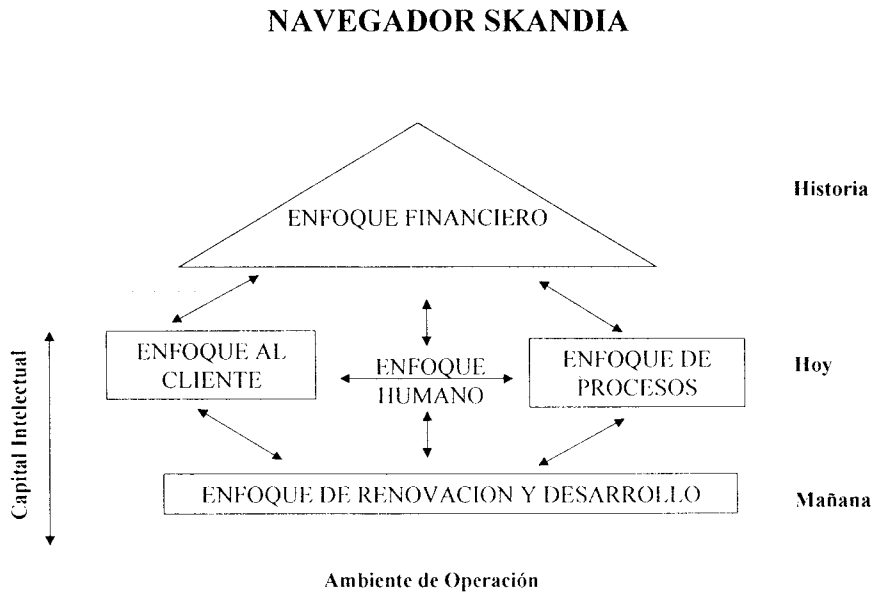 NAVEGADOR SKANDIA
Historia
ENFOQUE FINANCIERO
ENFOQUE AL
CLIENTE
ENFOQUE
HUMANO
ENFOQUE DE
PROCESOS
Hoy
Capital Intelectual
ENFOQUE DE RENOVACION Y DESARROLLO
Mañana
Ambiente de Operación